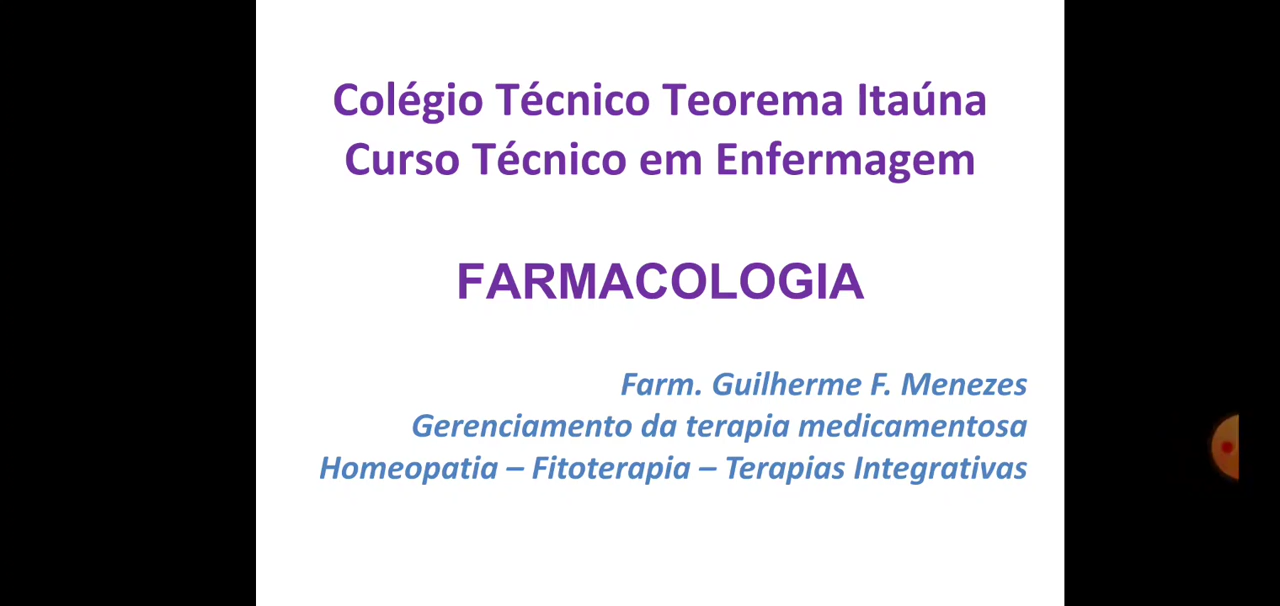 Colégio Técnico Teorema Itaúna
Curso Técnico em Enfermagem
FARMACOLOGIA
Farm. Guilherme F. Menezes
Gerenciamento da terapia medicamentosa
Homeopatia – Fitoterapia – Terapias Integrativas